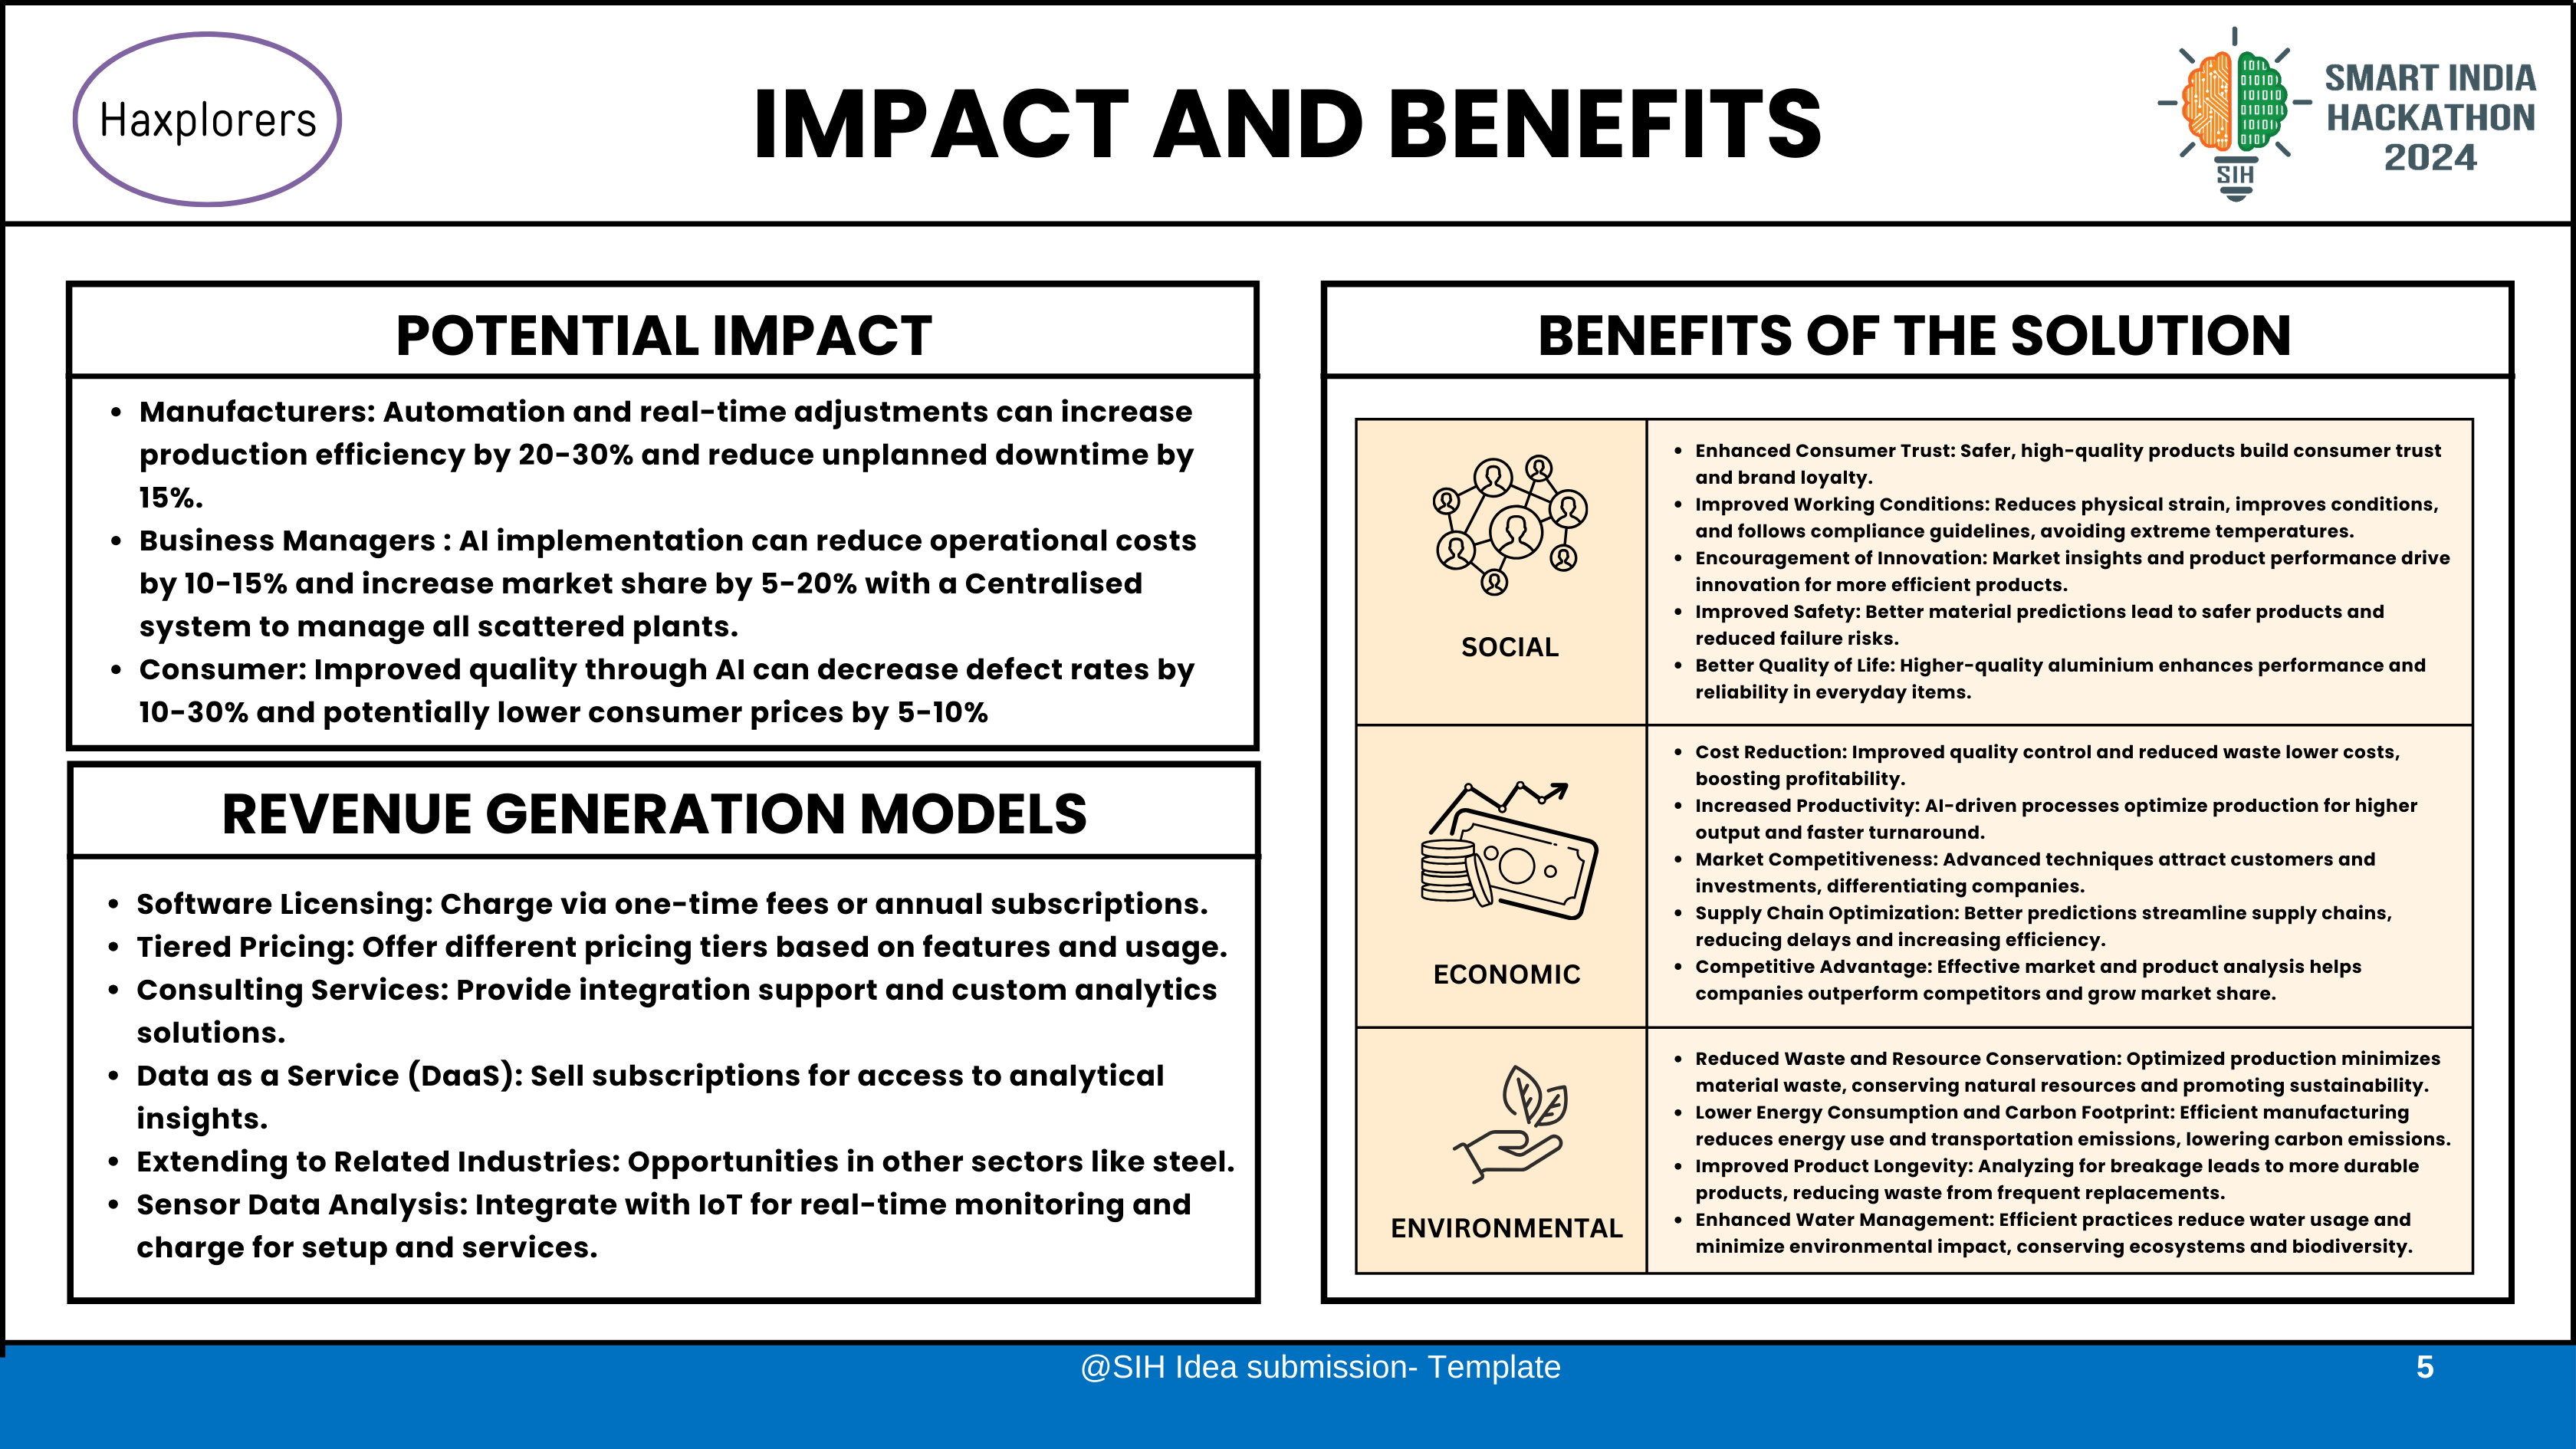 Haxplorers
IMPACT AND BENEFITS
SMART INDIA
HACKATHON
2024
SIH
POTENTIAL IMPACT
• Manufacturers: Automation and real-time adjustments can increase
production efficiency by 20-30% and reduce unplanned downtime by
15%.
• Business Managers : AI implementation can reduce operational costs
by 10-15% and increase market share by 5-20% with a Centralised
system to manage all scattered plants.
• Consumer: Improved quality through AI can decrease defect rates by
10-30% and potentially lower consumer prices by 5-10%
REVENUE GENERATION MODELS
• Software Licensing: Charge via one-time fees or annual subscriptions.
• Tiered Pricing: Offer different pricing tiers based on features and usage.
• Consulting Services: Provide integration support and custom analytics
solutions.
• Data as a Service (DaaS): Sell subscriptions for access to analytical
insights.
• Extending to Related Industries: Opportunities in other sectors like steel.
• Sensor Data Analysis: Integrate with IoT for real-time monitoring and
charge for setup and services.
BENEFITS OF THE SOLUTION
SOCIAL
• Enhanced Consumer Trust: Safer, high-quality products build consumer trust
and brand loyalty.
• Improved Working Conditions: Reduces physical strain, improves conditions,
and follows compliance guidelines, avoiding extreme temperatures.
• Encouragement of Innovation: Market insights and product performance drive
innovation for more efficient products.
• Improved Safety: Better material predictions lead to safer products and
reduced failure risks.
• Better Quality of Life: Higher-quality aluminium enhances performance and
reliability in everyday items.
ECONOMIC
• Cost Reduction: Improved quality control and reduced waste lower costs,
boosting profitability.
• Increased Productivity: AI-driven processes optimize production for higher
output and faster turnaround.
• Market Competitiveness: Advanced techniques attract customers and
investments, differentiating companies.
• Supply Chain Optimization: Better predictions streamline supply chains,
reducing delays and increasing efficiency.
• Competitive Advantage: Effective market and product analysis helps
companies outperform competitors and grow market share.
ENVIRONMENTAL
• Reduced Waste and Resource Conservation: Optimized production minimizes
material waste, conserving natural resources and promoting sustainability.
• Lower Energy Consumption and Carbon Footprint: Efficient manufacturing
reduces energy use and transportation emissions, lowering carbon emissions.
• Improved Product Longevity: Analyzing for breakage leads to more durable
products, reducing waste from frequent replacements.
• Enhanced Water Management: Efficient practices reduce water usage and
minimize environmental impact, conserving ecosystems and biodiversity.
@SIH Idea submission- Template
5